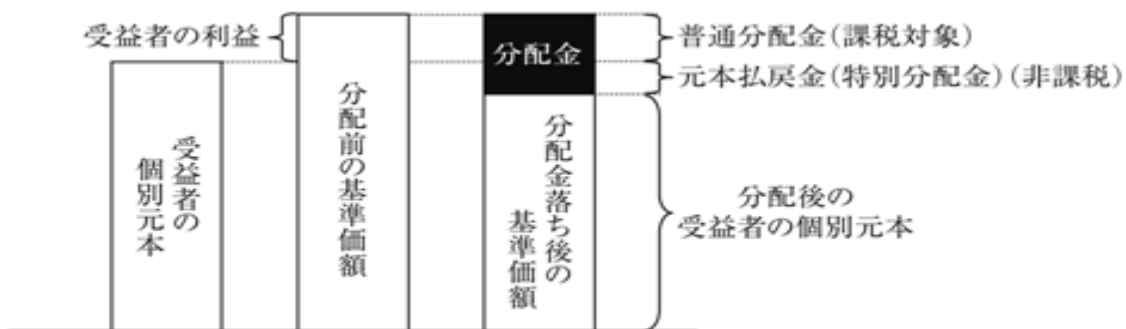 受益者の利益
受益者の
個別元本
分配前の基準価額
分配金
分配金落ち後の
基準価額
普通分配金(課税対象)
元本払戻金(特別分配金)(非課税)
分配後の
受益者の個別元本